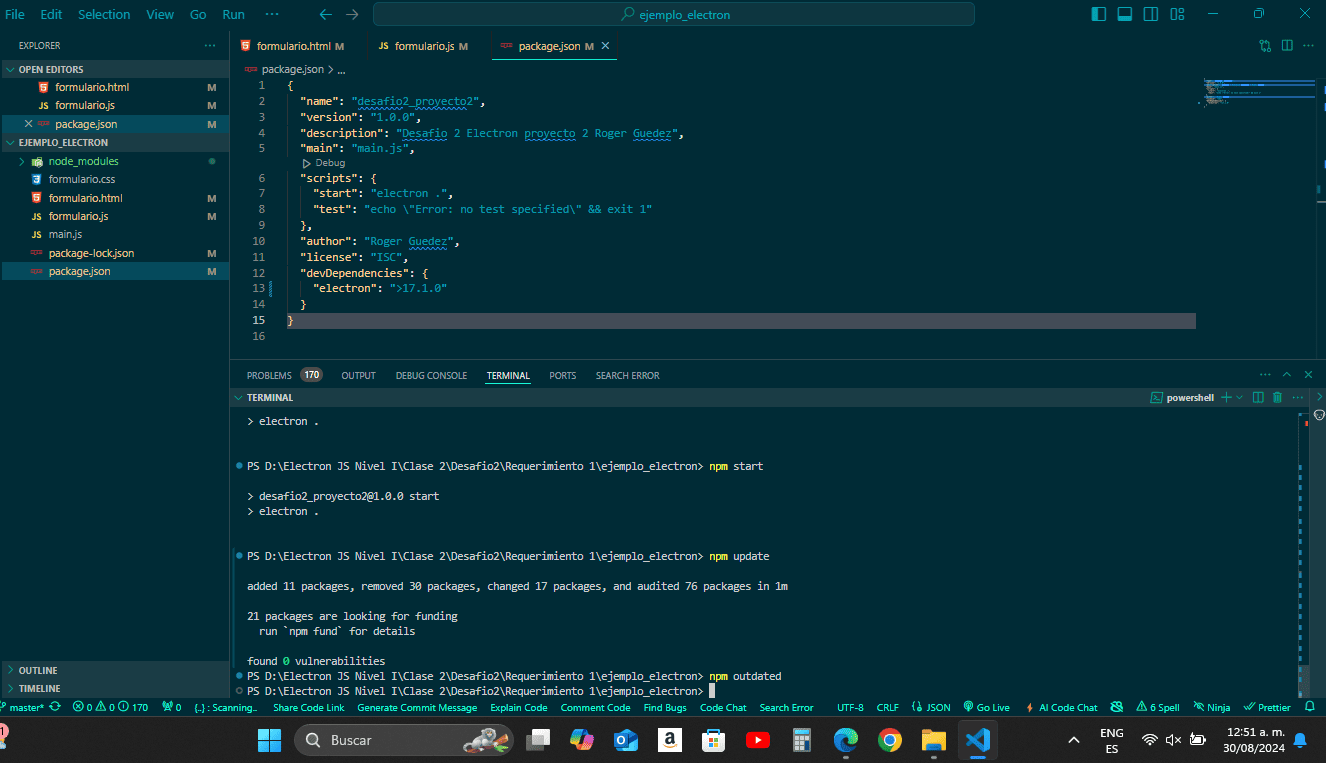 File Edit Selection View Go Run ··· ejemplo_electron
EXPLORER ···
OPEN EDITORS
formulario.html M
JS formulario.js M
package.json M
EJEMPLO_ELECTRON
node_modules
formulario.css
formulario.html M
JS formulario.js M
JS main.js
package-lock.json M
package.json M
OUTLINE
TIMELINE
formulario.html M JS formulario.js M package.json M
package.json > ...
1 {
2 "name": "desafio2_proyecto2",
3 "version": "1.0.0",
4 "description": "Desafio 2 Electron proyecto 2 Roger Guedez",
5 "main": "main.js",
Debug
6 "scripts": {
7 "start": "electron .",
8 "test": "echo \"Error: no test specified\" && exit 1"
9 },
10 "author": "Roger Guedez",
11 "license": "ISC",
12 "devDependencies": {
13 "electron": ">17.1.0"
14 }
15 }
16
PROBLEMS 170 OUTPUT DEBUG CONSOLE TERMINAL PORTS SEARCH ERROR
TERMINAL powershell
> electron .
PS D:\Electron JS Nivel I\Clase 2\Desafio2\Requerimiento 1\ejemplo_electron> npm start
> desafio2_proyecto2@1.0.0 start
> electron .
PS D:\Electron JS Nivel I\Clase 2\Desafio2\Requerimiento 1\ejemplo_electron> npm update
added 11 packages, removed 30 packages, changed 17 packages, and audited 76 packages in 1m
21 packages are looking for funding
run `npm fund` for details
found 0 vulnerabilities
PS D:\Electron JS Nivel I\Clase 2\Desafio2\Requerimiento 1\ejemplo_electron> npm outdated
PS D:\Electron JS Nivel I\Clase 2\Desafio2\Requerimiento 1\ejemplo_electron>
master* 0 0 170 0 {..} : Scanning.. Share Code Link Generate Commit Message Explain Code Comment Code Find Bugs Code Chat Search Error UTF-8 CRLF {} JSON Go Live AI Code Chat 6 Spell Ninja Prettier
1 Buscar a ENG 12:51 a. m.
ES 30/08/2024